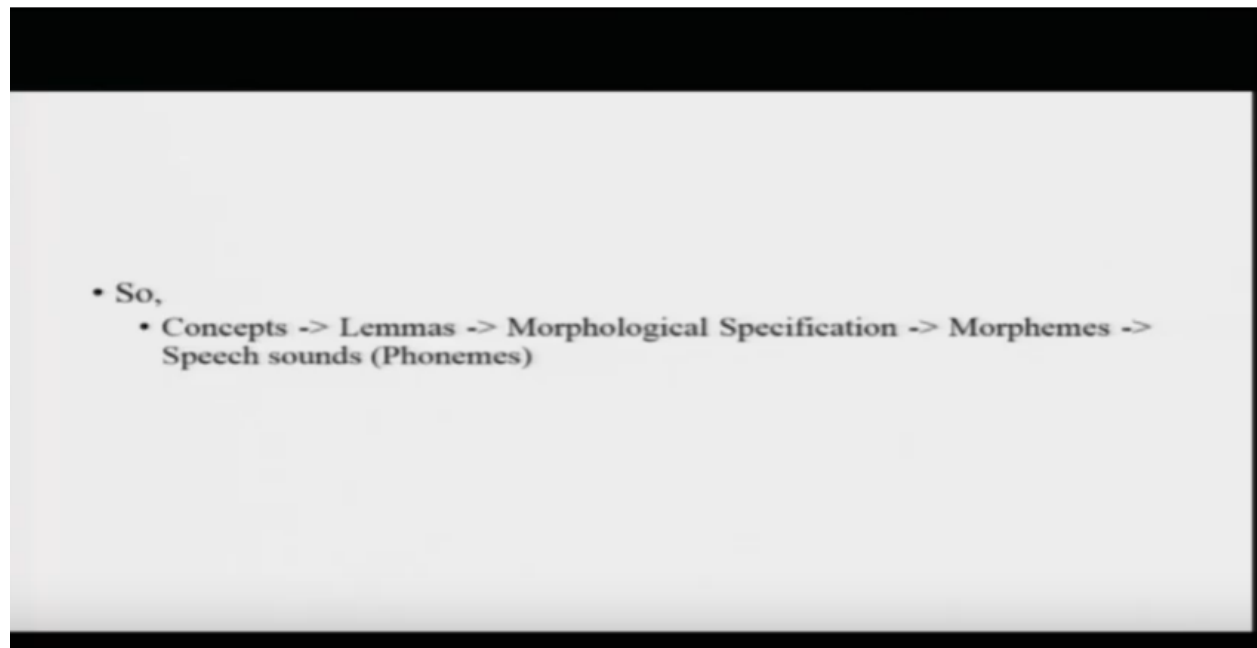 • So,
• Concepts -> Lemmas -> Morphological Specification -> Morphemes ->
Speech sounds (Phonemes)